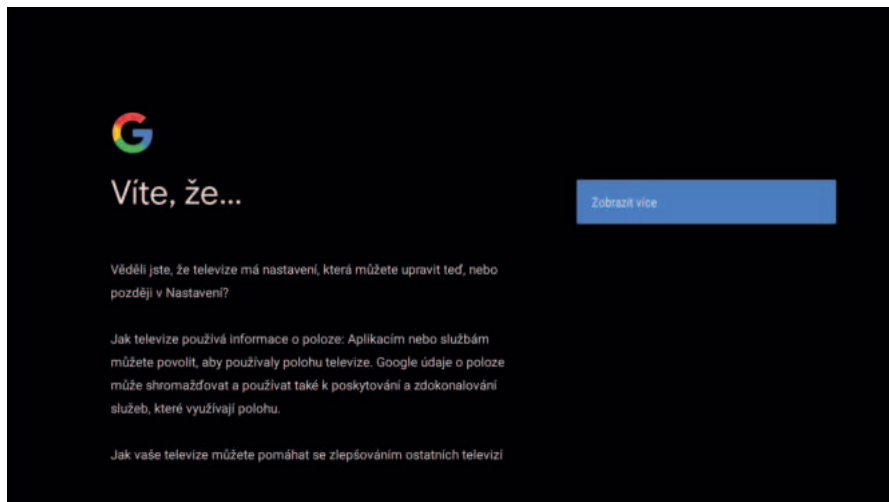 Víte, že...
Zobrazit více
Věděli jste, že televize má nastavení, která můžete upravit teď, nebo
později v Nastavení?
Jak televize používá informace o poloze: Aplikacím nebo službám
můžete povolit, aby používaly polohu televize. Google údaje o poloze
může shromažďovat a používat také k poskytování a zdokonalování
služeb, které využívají polohu.
Jak vaše televize můžete pomáhat se zlepšováním ostatních televizí